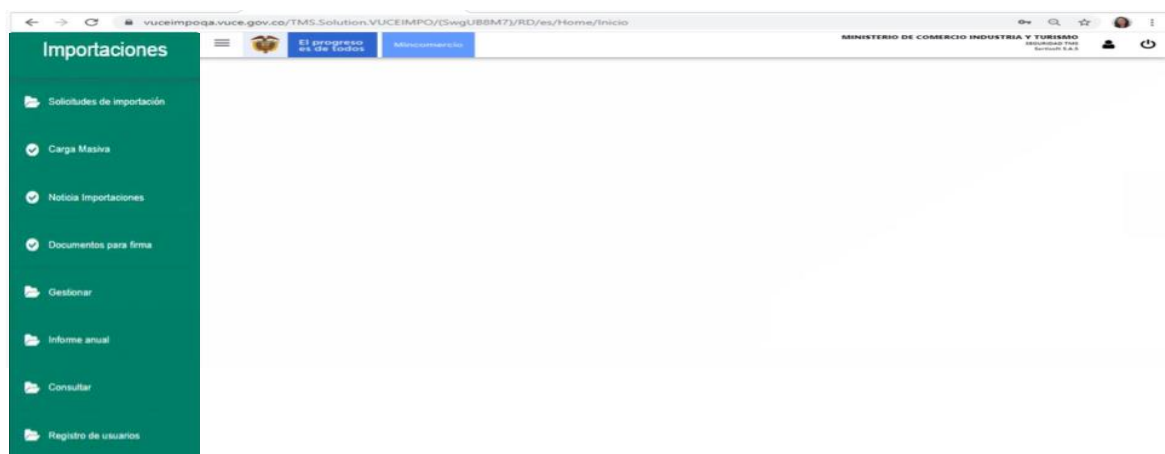 vuceimpoqa.vuce.gov.co/TMS.Solution.VUCEIMPO/(SwgUB8M7)/RD/es/Home/Inicio
Importaciones
El progreso
es de todos
Mincomercio
MINISTERIO DE COMERCIO INDUSTRIA Y TURISMO
SEGURIDAD TMS
Solicitudes de importación
Carga Masiva
Noticia Importaciones
Documentos para firma
Gestionar
Informe anual
Consultar
Registro de usuarios